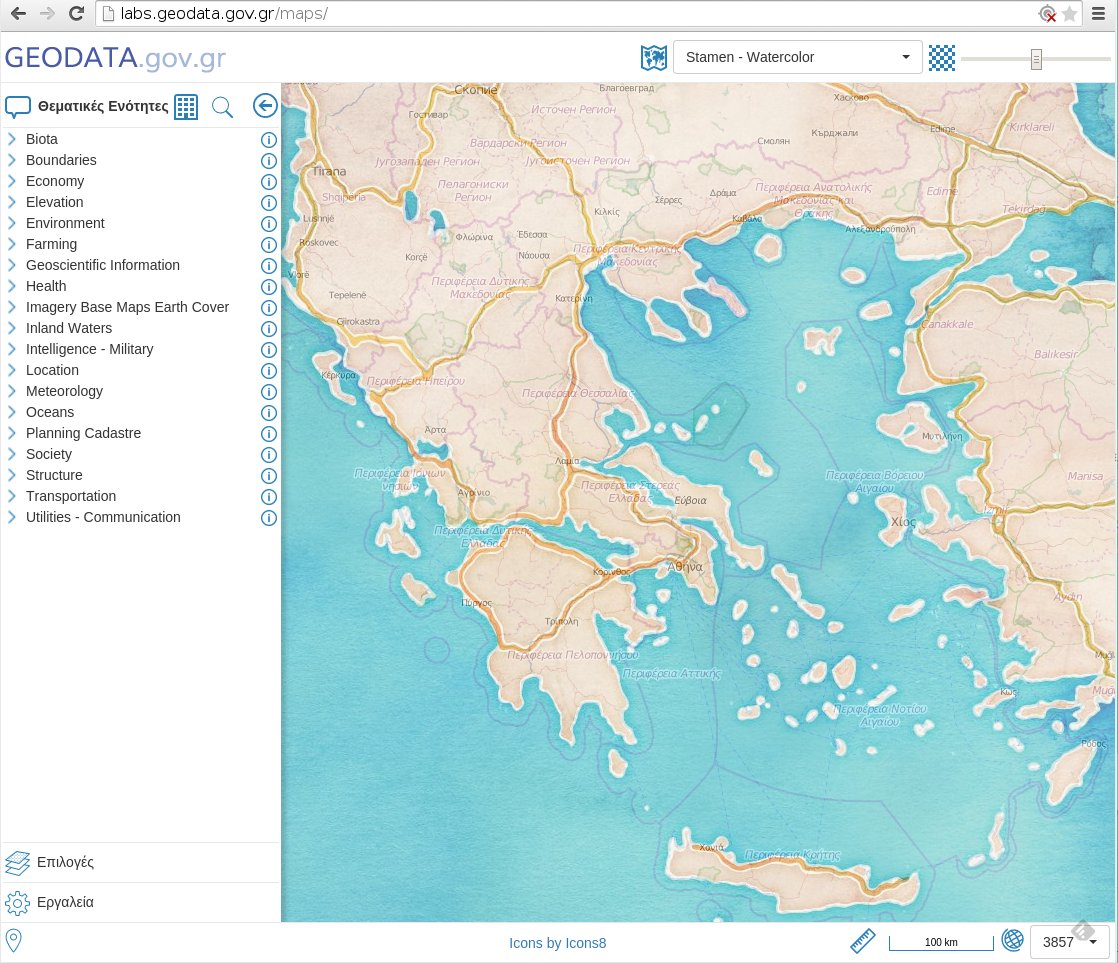 labs.geodata.gov.gr/maps/
GEODATA.gov.gr
Stamen - Watercolor
Θεματικές Ενότητες
Biota
Boundaries
Economy
Elevation
Environment
Farming
Geoscientific Information
Health
Imagery Base Maps Earth Cover
Inland Waters
Intelligence - Military
Location
Meteorology
Oceans
Planning Cadastre
Society
Structure
Transportation
Utilities - Communication
Επιλογές
Εργαλεία
Скопие
Благоевград
Хасково
Гостивар
Источен Регион
Edirne
Kırklareli
Вардарски Регион
Кърджали
Смолян
Југозападен Регион
Југоисточен Регион
Tirana
Пелагониски
Регион
Περιφέρεια Ανατολικής
Μακεδονίας και
Θράκης
Δράμα
Edirne
Shqipëria
Σέρρες
Κιλκίς
Tekirdağ
Lushnjë
Καβάλα
Αλεξανδρούπολη
Φλώρινα
Έδεσσα
Roskovec
Korçë
Νάουσα
Περιφέρεια Κεντρικής
Μακεδονίας
Vlorë
Περιφέρεια Δυτικής
Μακεδονίας
Tepelenë
Κατερίνη
Gjirokastra
Çanakkale
Balıkesir
Κέρκυρα
Περιφέρεια Ηπείρου
Περιφέρεια Θεσσαλίας
Άρτα
Μυτιλήνη
Λαμία
Περιφέρεια Ιόνιων
νησιών
Περιφέρεια Βόρειου
Αιγαίου
Manisa
Περιφέρεια Στερεάς
Ελλάδας
Αγρίνιο
Εύβοια
İzmir
Χίος
Περιφέρεια Δυτικής
Ελλάδας
Κόρινθος
Αθήνα
Πύργος
Aydın
Τρίπολη
Περιφέρεια Πελοποννήσου
Περιφέρεια Αττικής
Κως
Περιφέρεια Νοτίου
Αιγαίου
Ρόδος
Χανιά
Περιφέρεια Κρήτης
Icons by Icons8
100 km
3857